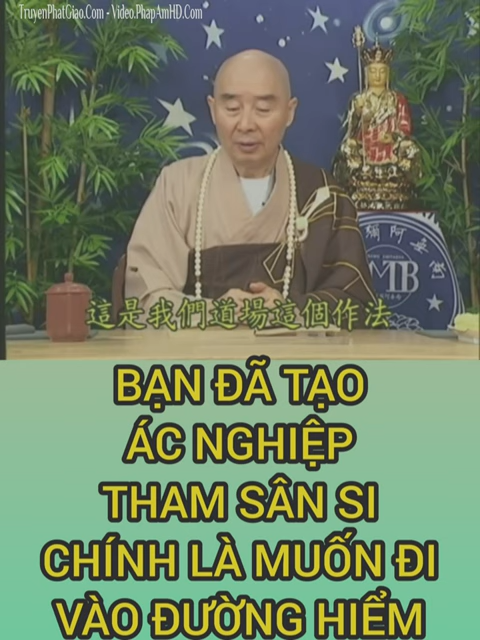 TruyenPhatGiao.Com - Video.PhapAmHD.Com
MTB
這是我們道場這個作法
BẠN ĐÃ TẠO
ÁC NGHIỆP
THAM SÂN SI
CHÍNH LÀ MUỐN ĐI
VÀO ĐƯỜNG HIỂM